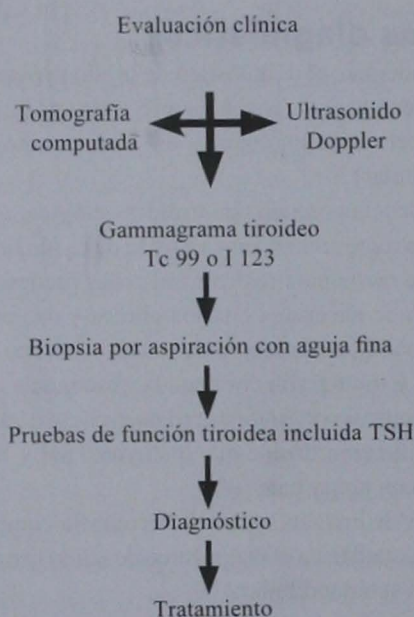 Evaluación clínica
Tomografía
computada
Ultrasonido
Doppler
Gammagrama tiroideo
Tc 99 o I 123
Biopsia por aspiración con aguja fina
Pruebas de función tiroidea incluida TSH
Diagnóstico
Tratamiento